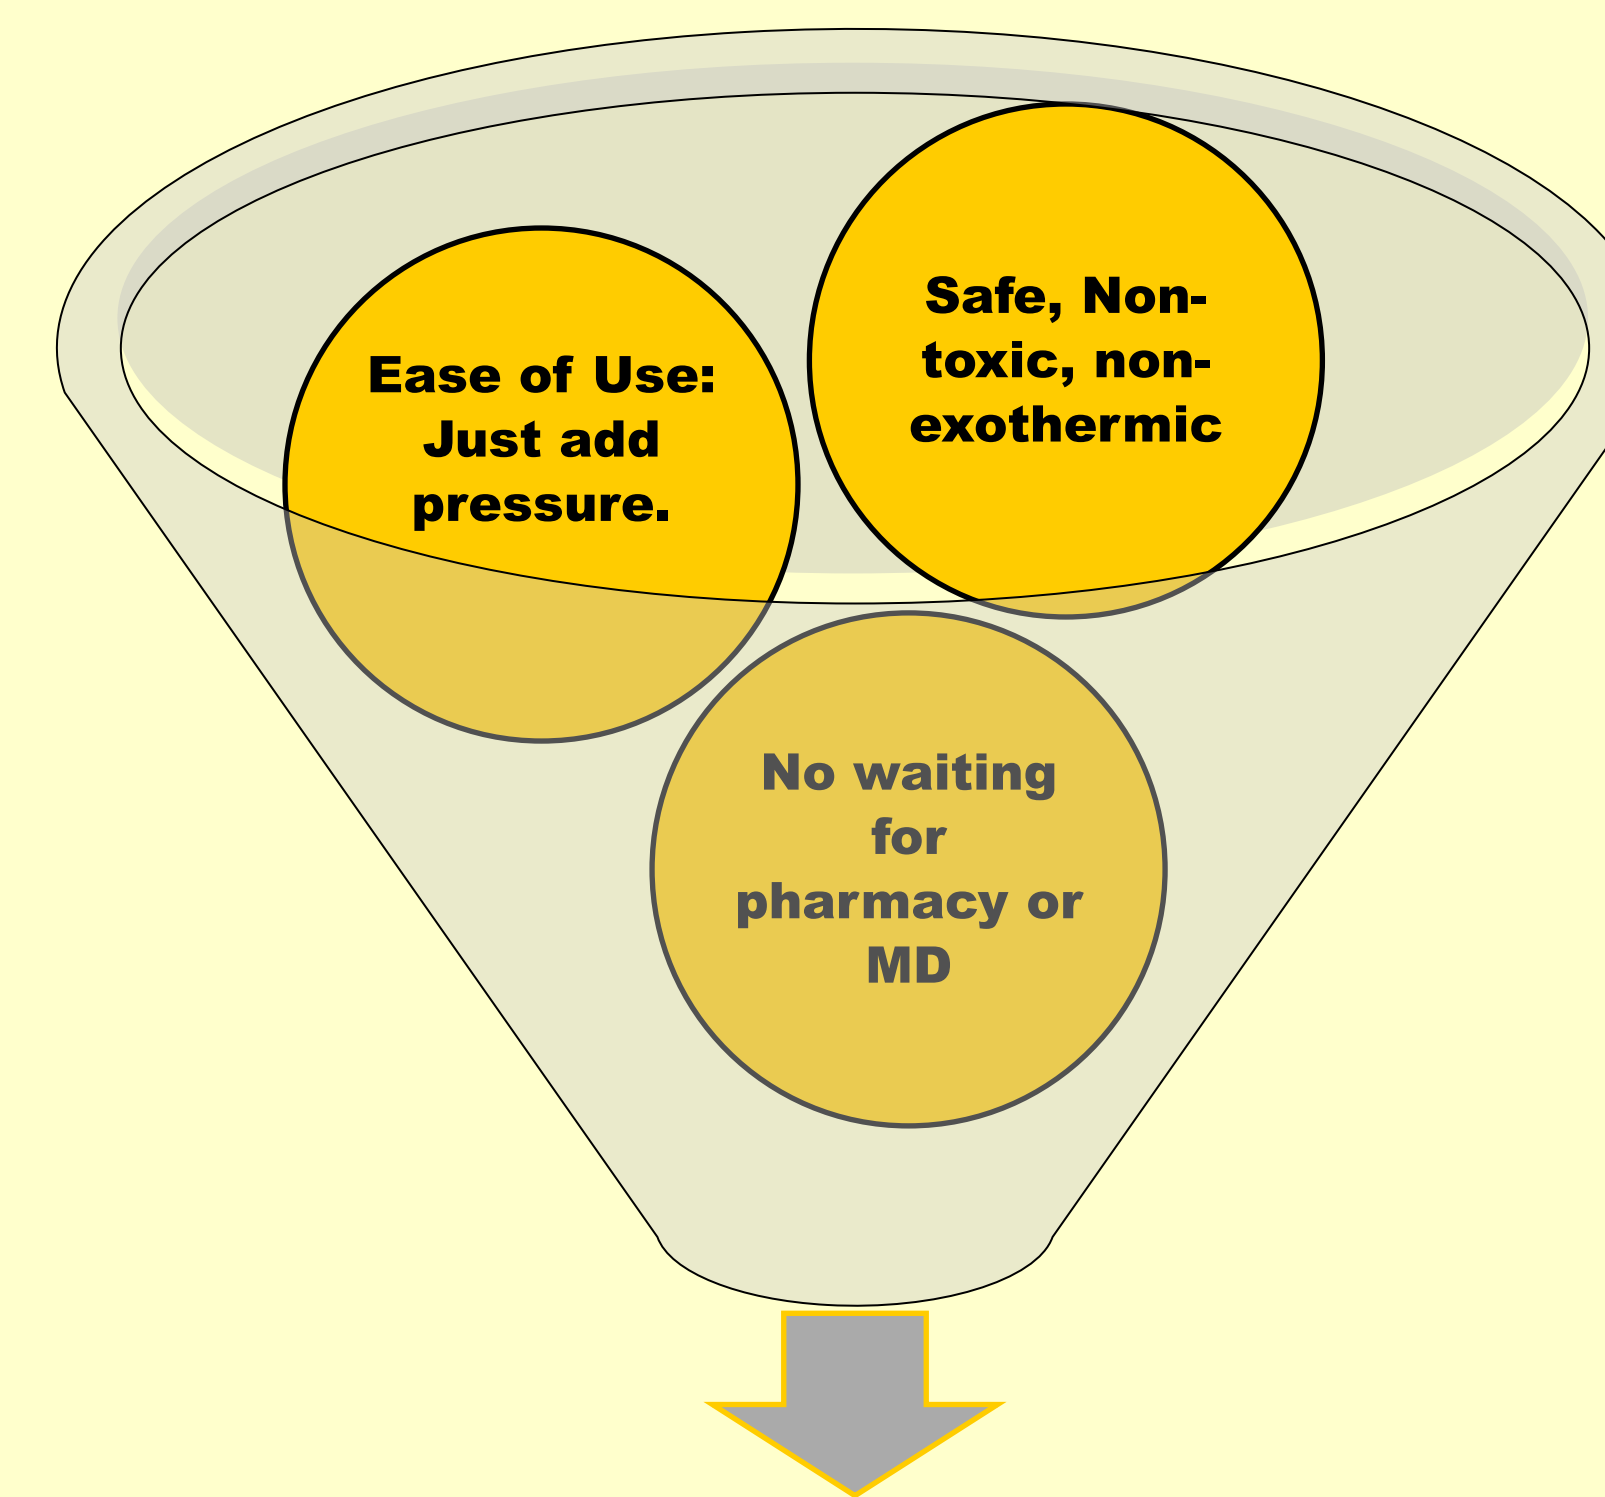 Ease of Use:
Just add
pressure.
Safe, Non-
toxic, non-
exothermic
No waiting
for
pharmacy or
MD